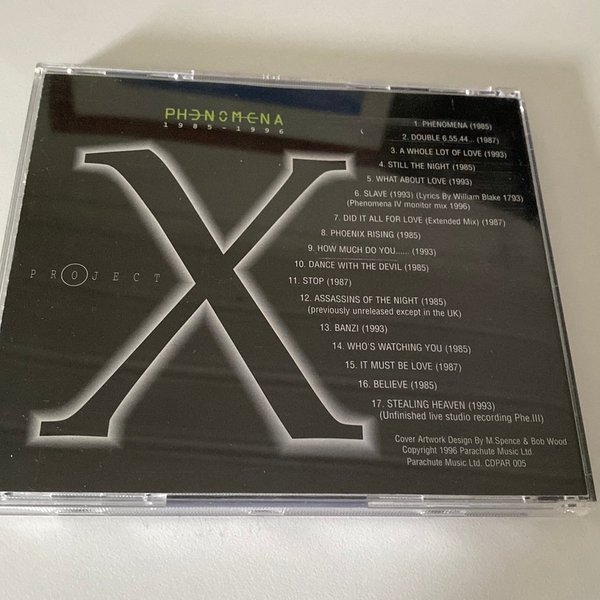 PHENOMENA
1985-1996
PROJECT
X
1. PHENOMENA (1985)
2. DOUBLE 6.55.44... (1987)
3. A WHOLE LOT OF LOVE (1993)
4. STILL THE NIGHT (1985)
5. WHAT ABOUT LOVE (1993)
6. SLAVE (1993) (Lyrics By William Blake 1793)
(Phenomena IV monitor mix 1996)
7. DID IT ALL FOR LOVE (Extended Mix) (1987)
8. PHOENIX RISING (1985)
9. HOW MUCH DO YOU...... (1993)
10. DANCE WITH THE DEVIL (1985)
11. STOP (1987)
12. ASSASSINS OF THE NIGHT (1985)
(previously unreleased except in the UK)
13. BANZI (1993)
14. WHO'S WATCHING YOU (1985)
15. IT MUST BE LOVE (1987)
16. BELIEVE (1985)
17. STEALING HEAVEN (1993)
(Unfinished live studio recording Phe.III)
Cover Artwork Design By M.Spence & Bob Wood
Copyright 1996 Parachute Music Ltd.
Parachute Music Ltd. CDPAR 005